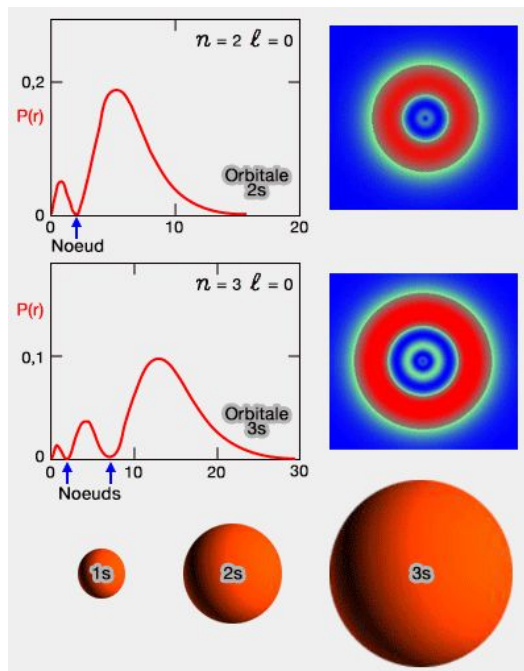 n = 2 ℓ = 0
0,2
P(r)
Orbitale
2s
0
0 10 20
Noeud
n = 3 ℓ = 0
P(r)
0,1
Orbitale
3s
0
0 10 20 30
Noeuds
1s 2s 3s